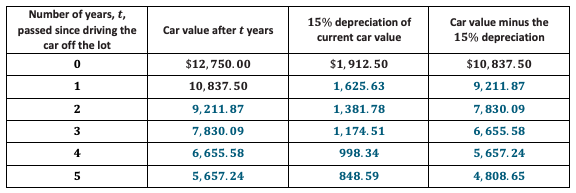 Number of years, t,
passed since driving the
car off the lot
Car value after t years
15% depreciation of
current car value
Car value minus the
15% depreciation
0 $12,750.00 $1,912.50 $10,837.50
1 10,837.50 1,625.63 9,211.87
2 9,211.87 1,381.78 7,830.09
3 7,830.09 1,174.51 6,655.58
4 6,655.58 998.34 5,657.24
5 5,657.24 848.59 4,808.65